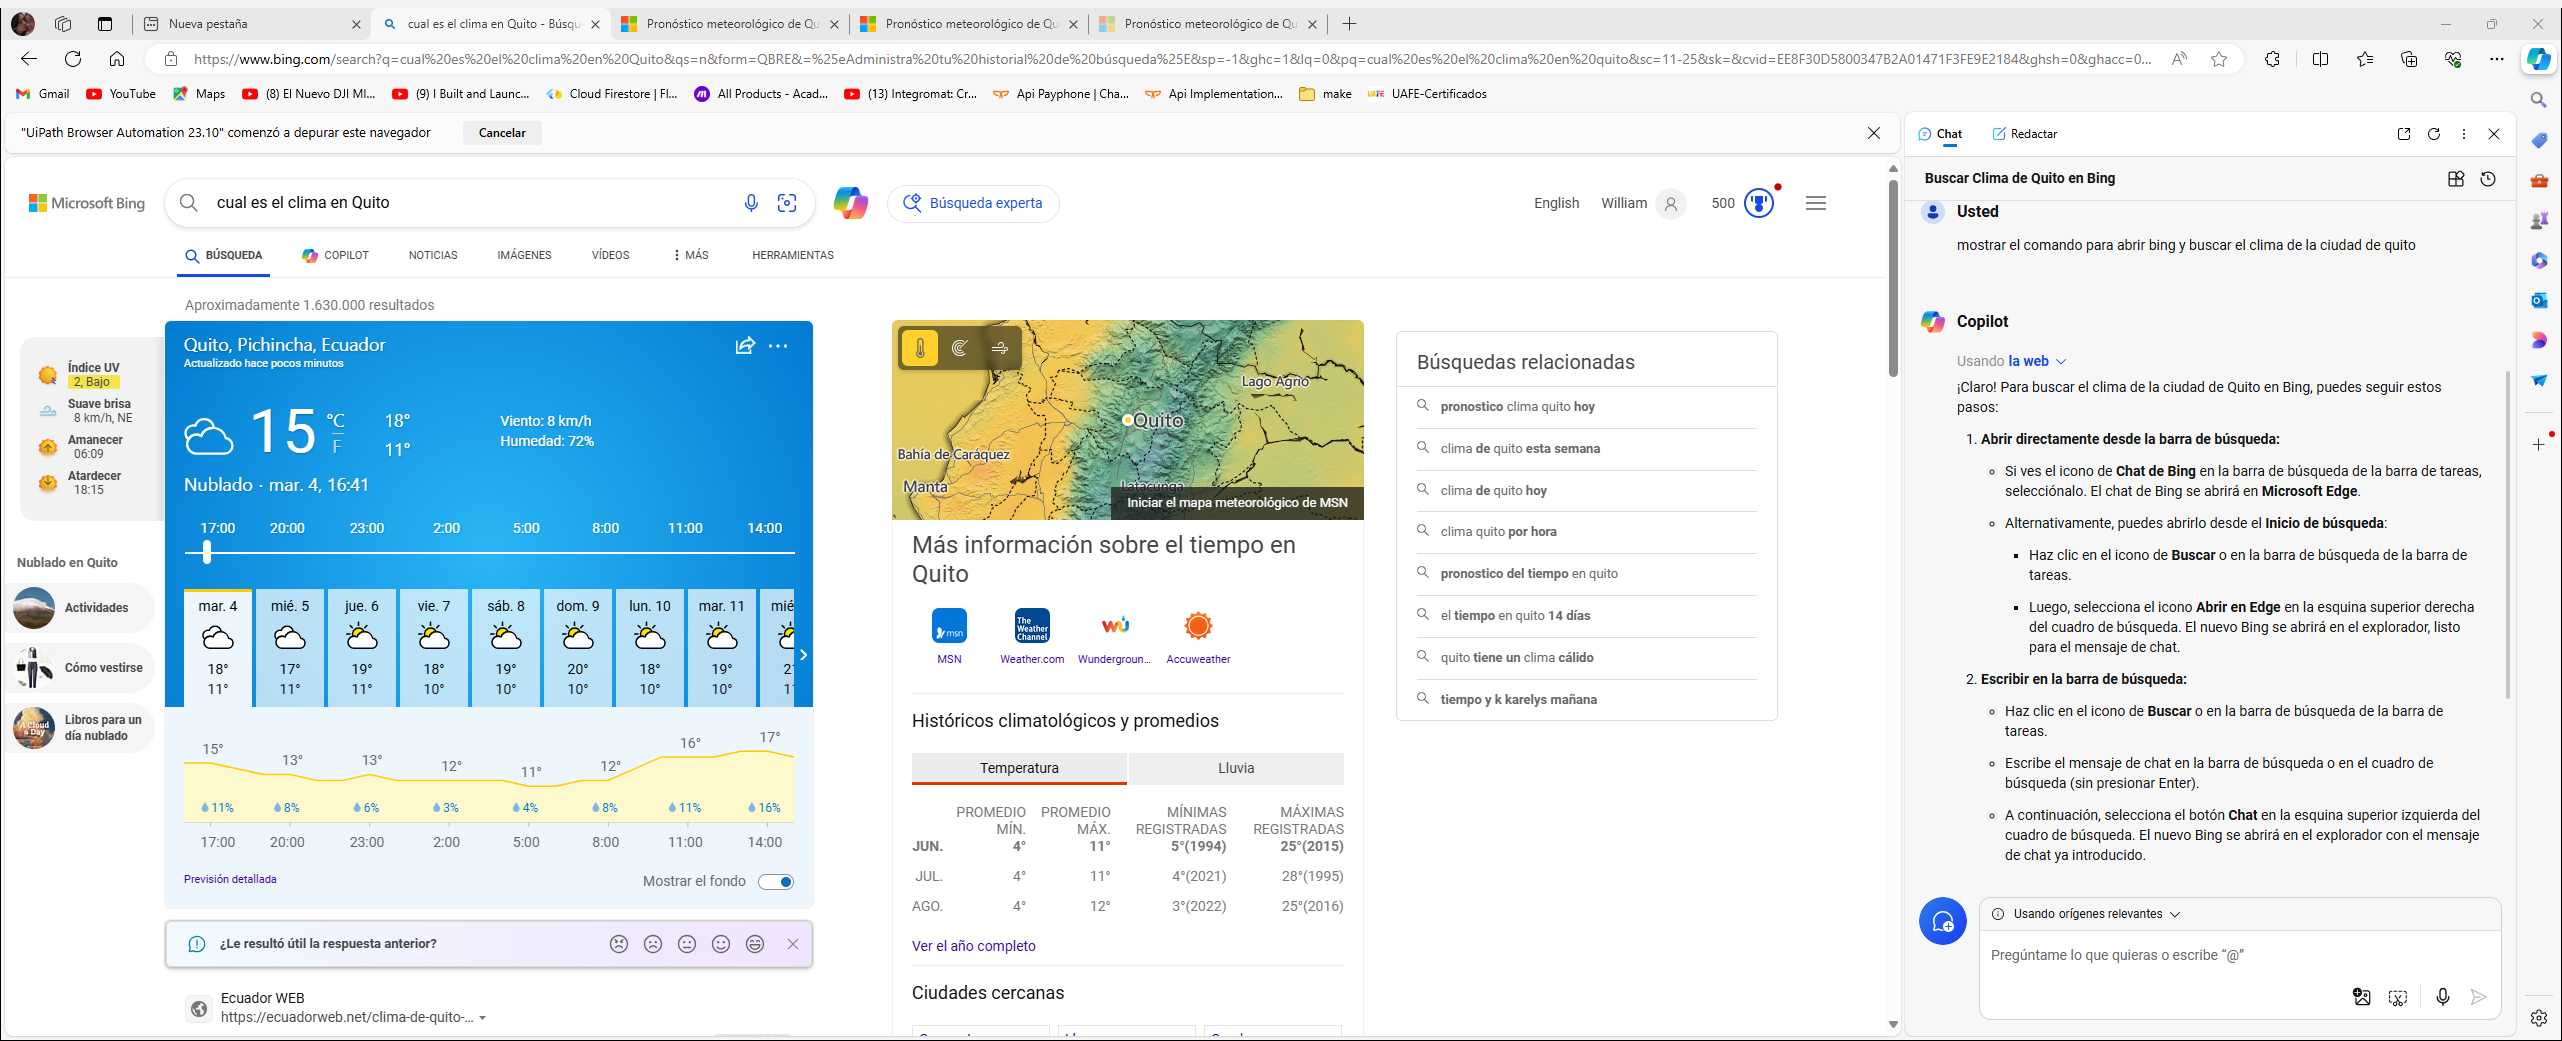 Nueva pestaña
cual es el clima en Quito - Búsqu
Pronóstico meteorológico de Qu
Pronóstico meteorológico de Qu
Pronóstico meteorológico de Qu
https://www.bing.com/search?q=cual%20es%20el%20clima%20en%20Quito&qs=n&form=QBRE&=%25eAdministra%20tu%20historial%20de%20búsqueda%25E&sp=-1&ghc=1&lq=0&pq=cual%20es%20el%20clima%20en%20quito&sc=11-25&sk=&cvid=EE8F30D5800347B2A01471F3FE9E2184&ghsh=0&ghacc=0...
Gmail
YouTube
Maps
(8) El Nuevo DJI MI...
(9) I Built and Launc...
Cloud Firestore | Fl...
All Products - Acad...
(13) Integromat: Cr...
Api Payphone | Cha...
Api Implementation...
make
UAFE-Certificados
"UiPath Browser Automation 23.10" comenzó a depurar este navegador
Cancelar
Microsoft Bing
cual es el clima en Quito
Búsqueda experta
English
William
500
BÚSQUEDA
COPILOT
NOTICIAS
IMÁGENES
VÍDEOS
MÁS
HERRAMIENTAS
Aproximadamente 1.630.000 resultados
Índice UV
2, Bajo
Suave brisa
8 km/h, NE
Amanecer
06:09
Atardecer
18:15
Nublado en Quito
Actividades
Cómo vestirse
Libros para un
día nublado
Quito, Pichincha, Ecuador
Actualizado hace pocos minutos
15 °C
F
18°
11°
Viento: 8 km/h
Humedad: 72%
Nublado · mar. 4, 16:41
17:00 20:00 23:00 2:00 5:00 8:00 11:00 14:00
mar. 4 mié. 5 jue. 6 vie. 7 sáb. 8 dom. 9 lun. 10 mar. 11 mié
18° 17° 19° 18° 19° 20° 18° 19° 2
11° 11° 11° 10° 10° 10° 10° 10° 1
15° 13° 13° 12° 11° 12° 16° 17°
11% 8% 6% 3% 4% 8% 11% 16%
17:00 20:00 23:00 2:00 5:00 8:00 11:00 14:00
Previsión detallada
Mostrar el fondo
¿Le resultó útil la respuesta anterior?
Ecuador WEB
https://ecuadorweb.net/clima-de-quito-...
Lago Agrio
Quito
Bahía de Caráquez
Manta
Latacunga
Iniciar el mapa meteorológico de MSN
Más información sobre el tiempo en
Quito
msn
The
Weather
Channel
wu
MSN
Weather.com
Wundergroun...
Accuweather
Históricos climatológicos y promedios
Temperatura
Lluvia
PROMEDIO PROMEDIO MÍNIMAS MÁXIMAS
MÍN. MÁX. REGISTRADAS REGISTRADAS
JUN. 4° 11° 5°(1994) 25°(2015)
JUL. 4° 11° 4°(2021) 28°(1995)
AGO. 4° 12° 3°(2022) 25°(2016)
Ver el año completo
Ciudades cercanas
Búsquedas relacionadas
pronostico clima quito hoy
clima de quito esta semana
clima de quito hoy
clima quito por hora
pronostico del tiempo en quito
el tiempo en quito 14 días
quito tiene un clima cálido
tiempo y k karelys mañana
Chat
Redactar
Buscar Clima de Quito en Bing
Usted
mostrar el comando para abrir bing y buscar el clima de la ciudad de quito
Copilot
Usando la web
¡Claro! Para buscar el clima de la ciudad de Quito en Bing, puedes seguir estos
pasos:
1. Abrir directamente desde la barra de búsqueda:
Si ves el icono de Chat de Bing en la barra de búsqueda de la barra de tareas,
selecciónalo. El chat de Bing se abrirá en Microsoft Edge.
Alternativamente, puedes abrirlo desde el Inicio de búsqueda:
Haz clic en el icono de Buscar o en la barra de búsqueda de la barra de
tareas.
Luego, selecciona el icono Abrir en Edge en la esquina superior derecha
del cuadro de búsqueda. El nuevo Bing se abrirá en el explorador, listo
para el mensaje de chat.
2. Escribir en la barra de búsqueda:
Haz clic en el icono de Buscar o en la barra de búsqueda de la barra de
tareas.
Escribe el mensaje de chat en la barra de búsqueda o en el cuadro de
búsqueda (sin presionar Enter).
A continuación, selecciona el botón Chat en la esquina superior izquierda del
cuadro de búsqueda. El nuevo Bing se abrirá en el explorador con el mensaje
de chat ya introducido.
Usando orígenes relevantes
Pregúntame lo que quieras o escribe “@”